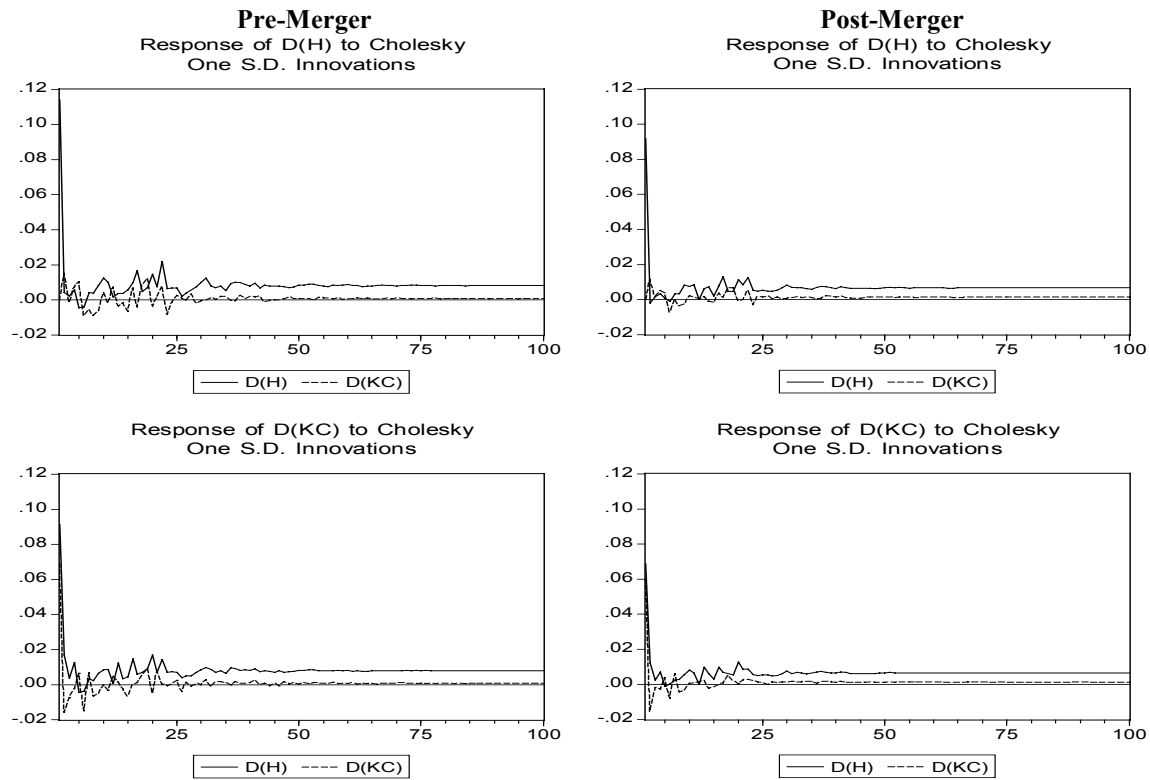 Pre-Merger
Response of D(H) to Cholesky
One S.D. Innovations
.12
.10
.08
.06
.04
.02
.00
-.02
25
50
75
100
D(H)
D(KC)
Post-Merger
Response of D(H) to Cholesky
One S.D. Innovations
.12
.10
.08
.06
.04
.02
.00
-.02
25
50
75
100
D(H)
D(KC)
Response of D(KC) to Cholesky
One S.D. Innovations
.12
.10
.08
.06
.04
.02
.00
-.02
25
50
75
100
D(H)
D(KC)
Response of D(KC) to Cholesky
One S.D. Innovations
.12
.10
.08
.06
.04
.02
.00
-.02
25
50
75
100
D(H)
D(KC)